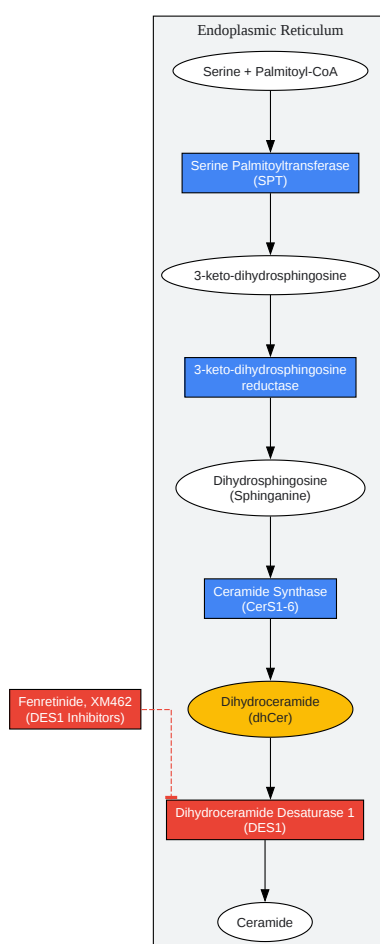 Endoplasmic Reticulum
Serine + Palmitoyl-CoA
Serine Palmitoyltransferase
(SPT)
3-keto-dihydrosphingosine
3-keto-dihydrosphingosine
reductase
Dihydrosphingosine
(Sphinganine)
Ceramide Synthase
(CerS1-6)
Fenretinide, XM462
(DES1 Inhibitors)
Dihydroceramide
(dhCer)
Dihydroceramide Desaturase 1
(DES1)
Ceramide